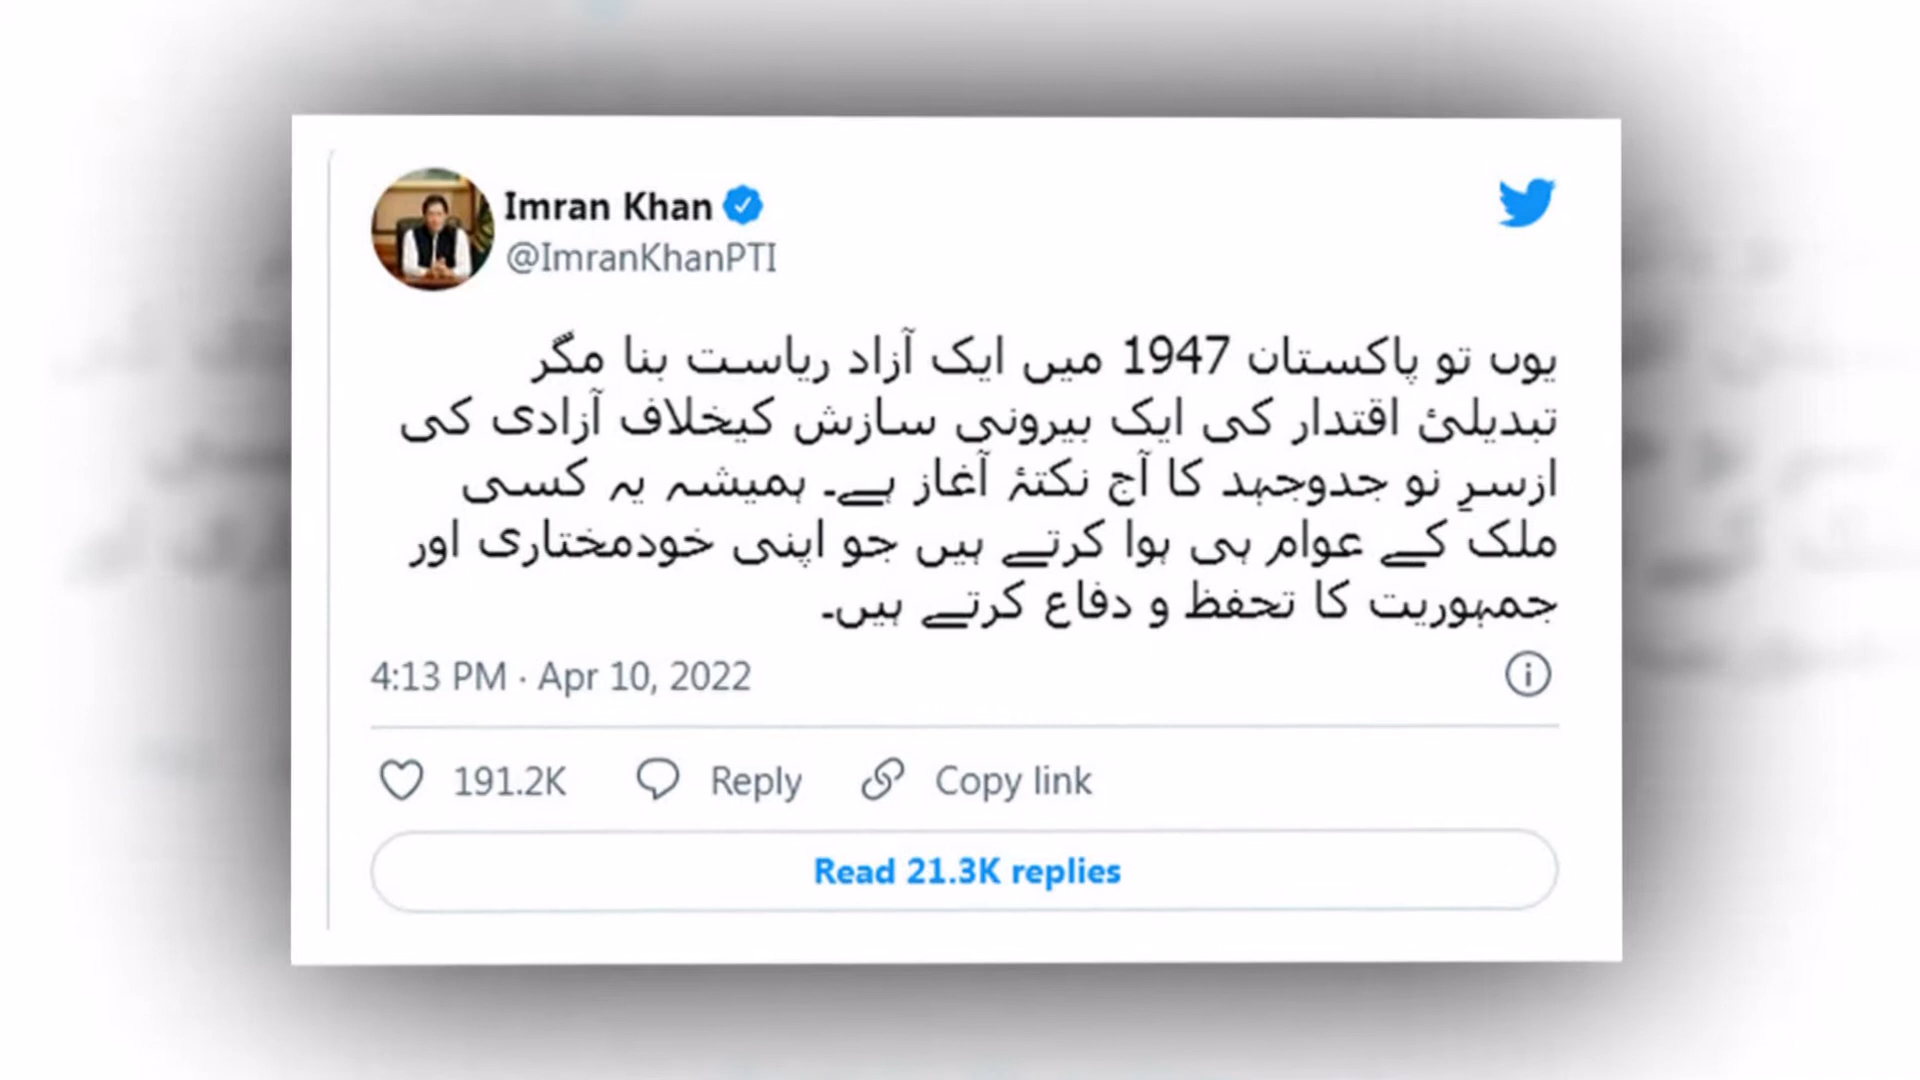 Imran Khan
@ImranKhanPTI
یوں تو پاکستان 1947 میں ایک آزاد ریاست بنا مگر
تبدیلئ اقتدار کی ایک بیرونی سازش کیخلاف آزادی کی
ازسرِ نو جدوجہد کا آج نکتۂ آغاز ہے۔ ہمیشہ یہ کسی
ملک کے عوام ہی ہوا کرتے ہیں جو اپنی خودمختاری اور
جمہوریت کا تحفظ و دفاع کرتے ہیں۔
4:13 PM · Apr 10, 2022
191.2K Reply Copy link
Read 21.3K replies